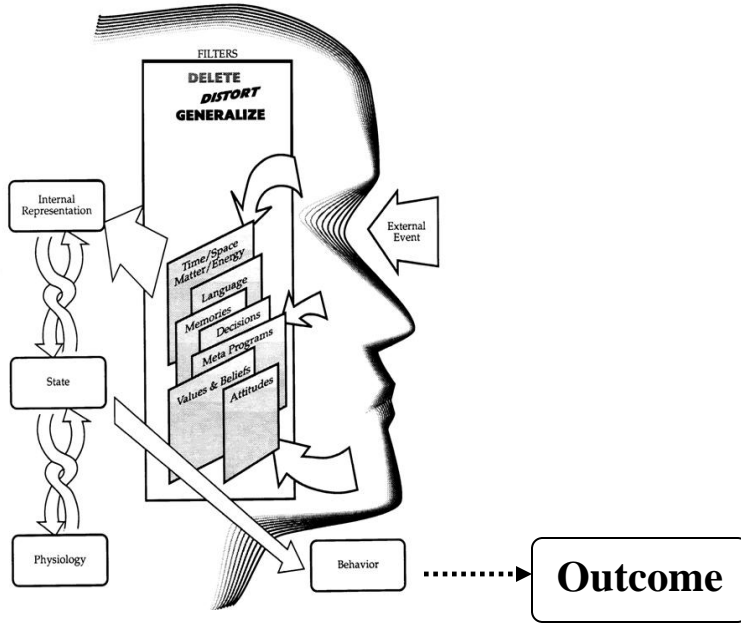 FILTERS
DELETE
DISTORT
GENERALIZE
Internal
Representation
External
Event
Time/Space
Matter/Energy
Language
Memories
Decisions
Meta Programs
Values & Beliefs
Attitudes
State
Physiology
Behavior
Outcome